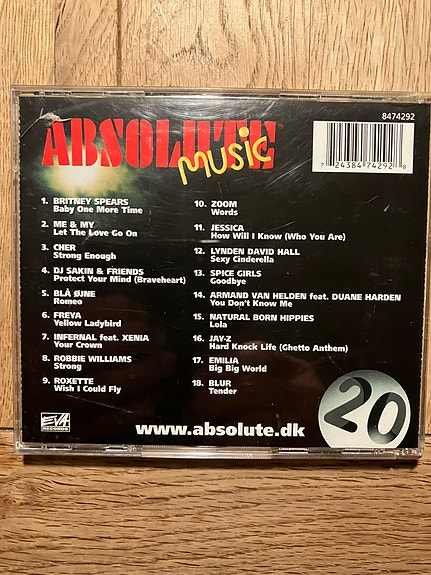 8474292
ABSOLUTE
music
7 24384 74292 8
1. BRITNEY SPEARS
Baby One More Time
2. ME & MY
Let The Love Go On
3. CHER
Strong Enough
4. DJ SAKIN & FRIENDS
Protect Your Mind (Braveheart)
5. BLÅ ØJNE
Romeo
6. FREYA
Yellow Ladybird
7. INFERNAL feat. XENIA
Your Crown
8. ROBBIE WILLIAMS
Strong
9. ROXETTE
Wish I Could Fly
10. ZOOM
Words
11. JESSICA
How Will I Know (Who You Are)
12. LYNDEN DAVID HALL
Sexy Cinderella
13. SPICE GIRLS
Goodbye
14. ARMAND VAN HELDEN feat. DUANE HARDEN
You Don't Know Me
15. NATURAL BORN HIPPIES
Lola
16. JAY-Z
Hard Knock Life (Ghetto Anthem)
17. EMILIA
Big Big World
18. BLUR
Tender
EVA
RECORDS
www.absolute.dk
20